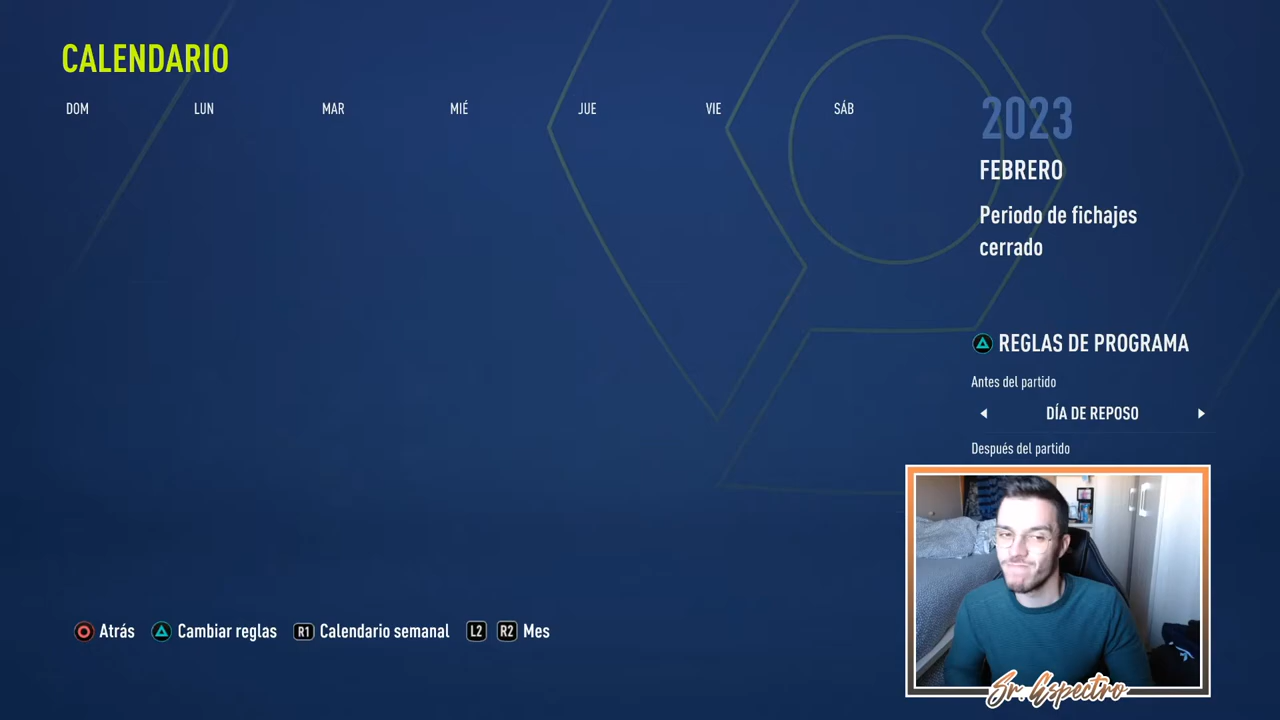 CALENDARIO
DOM LUN MAR MIÉ JUE VIE SÁB
2023
FEBRERO
Periodo de fichajes
cerrado
REGLAS DE PROGRAMA
Antes del partido
DÍA DE REPOSO
Después del partido
Atrás Cambiar reglas R1 Calendario semanal L2 R2 Mes
Sr. Espectro